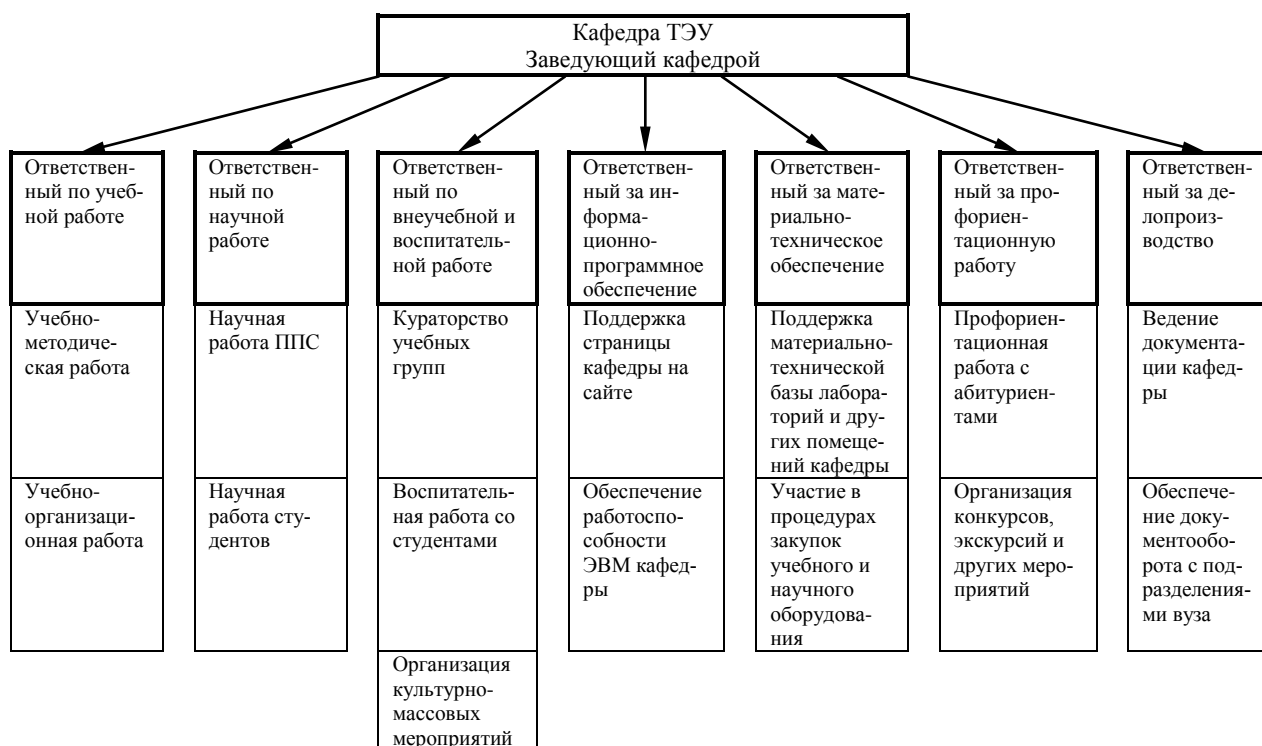 Кафедра ТЭУ
Заведующий кафедрой
Ответствен-
ный по учеб-
ной работе
Ответствен-
ный по
научной
работе
Ответствен-
ный по
внеучебной и
воспитатель-
ной работе
Ответствен-
ный за ин-
форма-
ционно-
программное
обеспечение
Ответствен-
ный за мате-
риально-
техническое
обеспечение
Ответствен-
ный за про-
фориен-
тационную
работу
Ответствен-
ный за де-
лопроиз-
водство
Учебно-
методиче-
ская работа
Научная
работа ППС
Кураторство
учебных
групп
Поддержка
страницы
кафедры на
сайте
Поддержка
материально-
технической
базы лабора-
торий и дру-
гих помеще-
ний кафедры
Профориен-
тационная
работа с
абитуриен-
тами
Ведение
документа-
ции кафед-
ры
Учебно-
организаци-
онная работа
Научная
работа сту-
дентов
Воспитатель-
ная работа со
студентами
Обеспечение
работоспо-
собности
ЭВМ кафед-
ры
Участие в
процедурах
закупок
учебного и
научного
оборудова-
ния
Организация
конкурсов,
экскурсий и
других меро-
приятий
Обеспече-
ние доку-
ментообо-
рота с под-
разделения-
ми вуза
Организация
культурно-
массовых
мероприятий